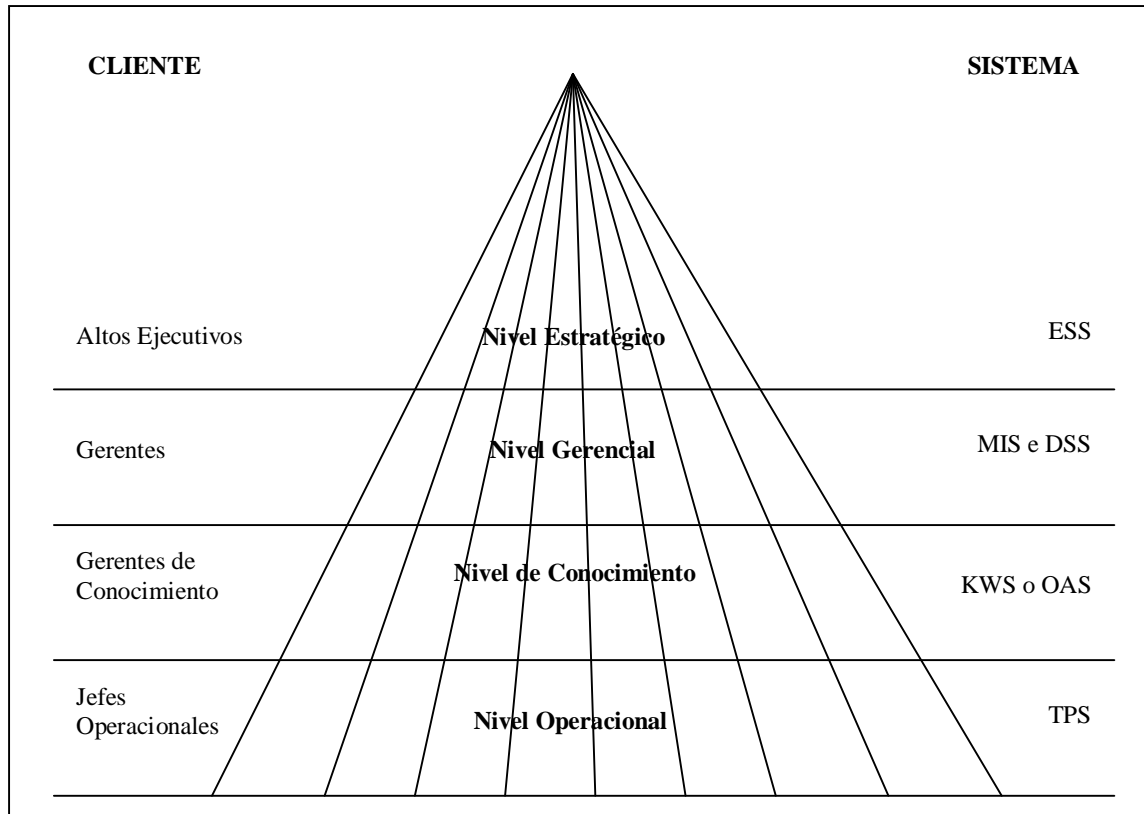 CLIENTE
SISTEMA
Altos Ejecutivos
Nivel Estratégico
ESS
Gerentes
Nivel Gerencial
MIS e DSS
Gerentes de
Conocimiento
Nivel de Conocimiento
KWS o OAS
Jefes
Operacionales
Nivel Operacional
TPS